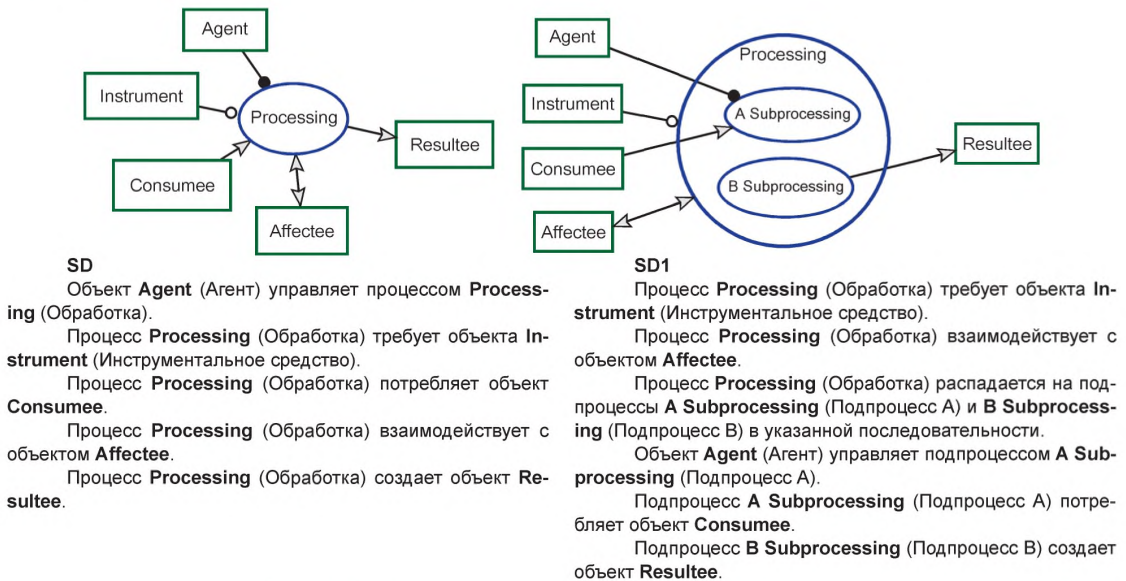 Agent
Instrument
Processing
Resultee
Consumee
Affectee
Agent
Processing
Instrument
A Subprocessing
Resultee
Consumee
B Subprocessing
Affectee
SD
Объект Agent (Агент) управляет процессом Process-
ing (Обработка).
Процесс Processing (Обработка) требует объекта In-
strument (Инструментальное средство).
Процесс Processing (Обработка) потребляет объект
Consumee.
Процесс Processing (Обработка) взаимодействует с
объектом Affectee.
Процесс Processing (Обработка) создает объект Re-
sultee.
SD1
Процесс Processing (Обработка) требует объекта In-
strument (Инструментальное средство).
Процесс Processing (Обработка) взаимодействует с
объектом Affectee.
Процесс Processing (Обработка) распадается на под-
процессы A Subprocessing (Подпроцесс А) и B Subprocess-
ing (Подпроцесс В) в указанной последовательности.
Объект Agent (Агент) управляет подпроцессом A Sub-
processing (Подпроцесс А).
Подпроцесс A Subprocessing (Подпроцесс А) потре-
бляет объект Consumee.
Подпроцесс B Subprocessing (Подпроцесс В) создает
объект Resultee.